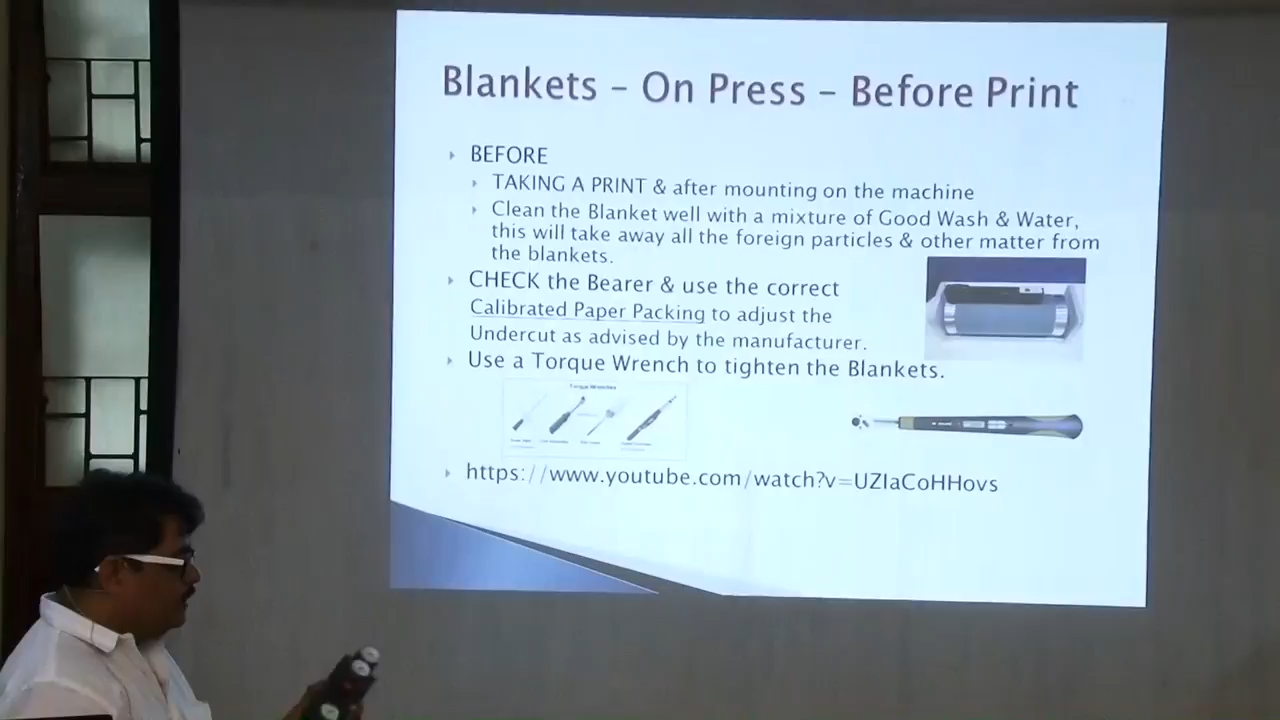 Blankets – On Press – Before Print
BEFORE
TAKING A PRINT & after mounting on the machine
Clean the Blanket well with a mixture of Good Wash & Water,
this will take away all the foreign particles & other matter from
the blankets.
CHECK the Bearer & use the correct
Calibrated Paper Packing to adjust the
Undercut as advised by the manufacturer.
Use a Torque Wrench to tighten the Blankets.
Torque Wrenches
https://www.youtube.com/watch?v=UZIaCoHHovs